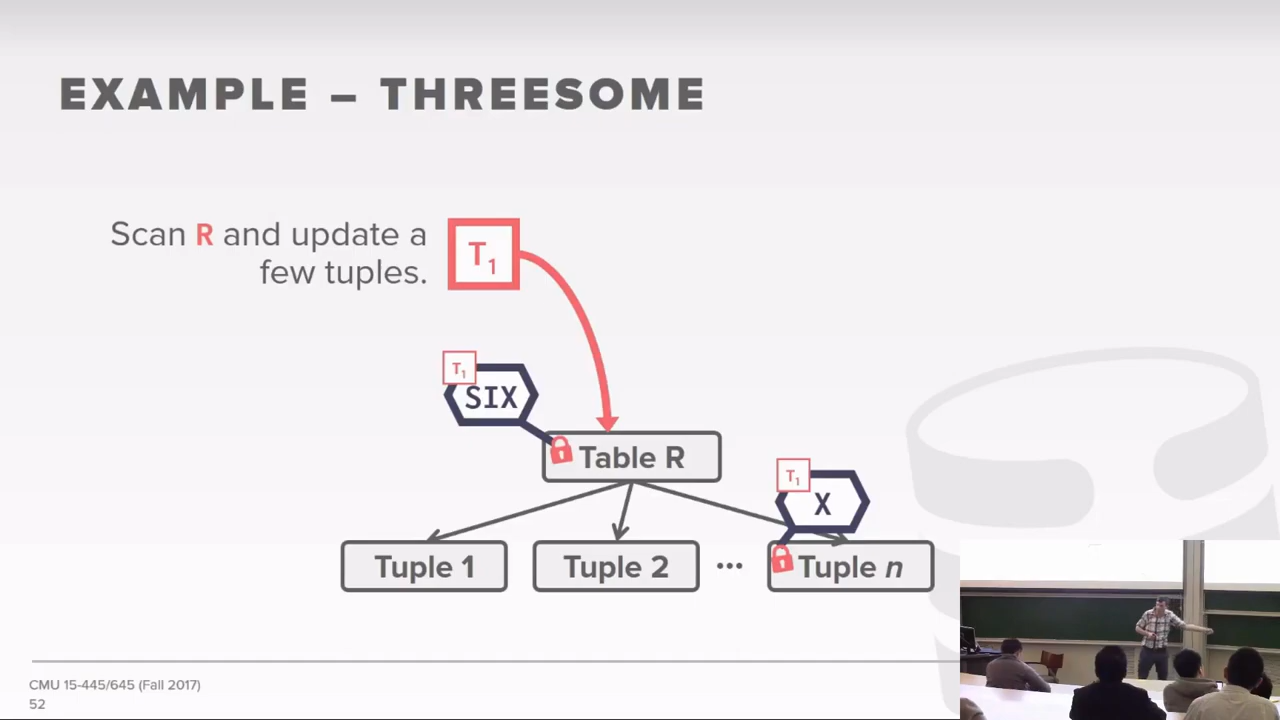 EXAMPLE – THREESOME
Scan R and update a
few tuples.
T1
T1
SIX
Table R
T1
X
Tuple 1
Tuple 2
...
Tuple n
CMU 15-445/645 (Fall 2017)
52